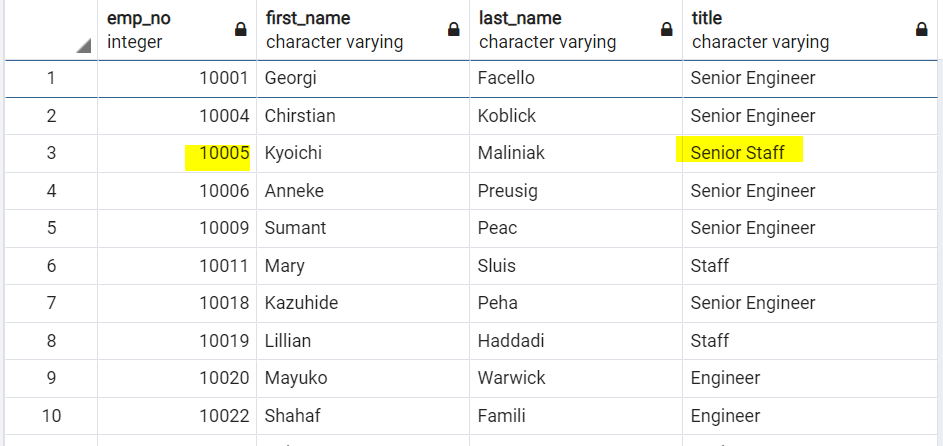 emp_no first_name last_name title
integer character varying character varying character varying
1 10001 Georgi Facello Senior Engineer
2 10004 Chirstian Koblick Senior Engineer
3 10005 Kyoichi Maliniak Senior Staff
4 10006 Anneke Preusig Senior Engineer
5 10009 Sumant Peac Senior Engineer
6 10011 Mary Sluis Staff
7 10018 Kazuhide Peha Senior Engineer
8 10019 Lillian Haddadi Staff
9 10020 Mayuko Warwick Engineer
10 10022 Shahaf Famili Engineer